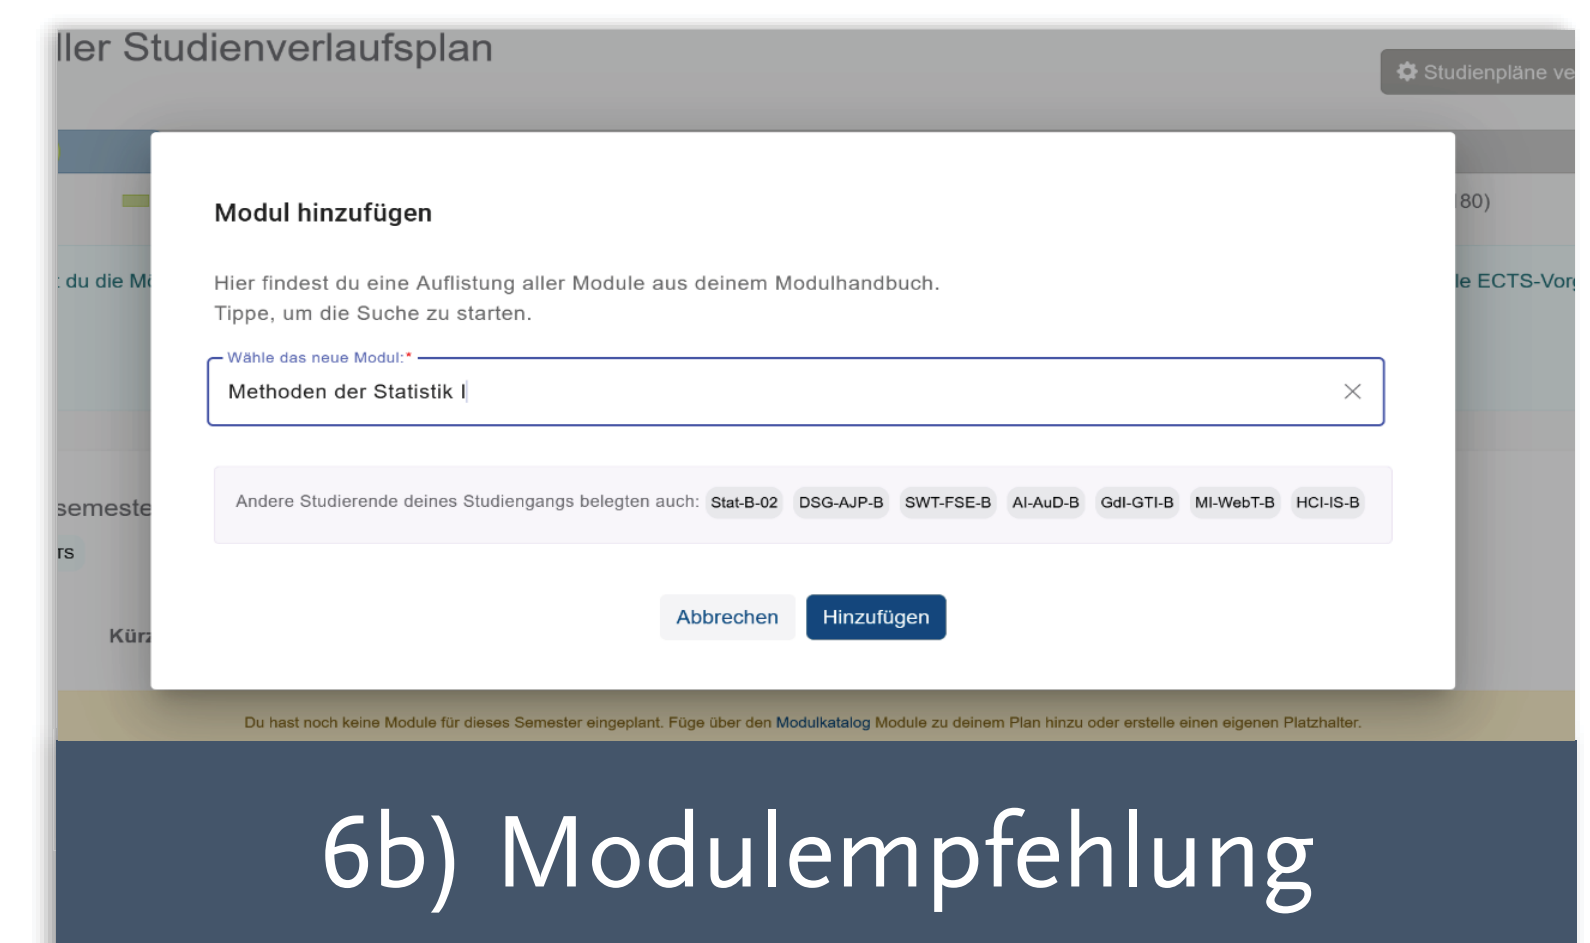 ller Studienverlaufsplan
Studienpläne ve
80)
Modul hinzufügen
du die Mö
le ECTS-Vorg
Hier findest du eine Auflistung aller Module aus deinem Modulhandbuch.
Tippe, um die Suche zu starten.
Wähle das neue Modul:*
Methoden der Statistik I
semeste
Andere Studierende deines Studiengangs belegten auch: Stat-B-02 DSG-AJP-B SWT-FSE-B AI-AuD-B GdI-GTI-B MI-WebT-B HCI-IS-B
rs
Abbrechen Hinzufügen
Kürz
Du hast noch keine Module für dieses Semester eingeplant. Füge über den Modulkatalog Module zu deinem Plan hinzu oder erstelle einen eigenen Platzhalter.
6b) Modulempfehlung